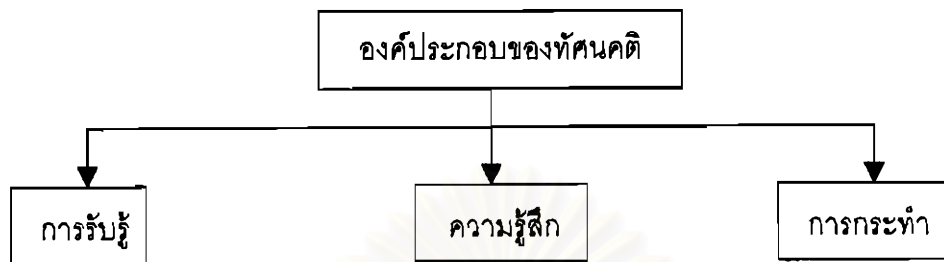 องค์ประกอบของทัศนคติ
การรับรู้
ความรู้สึก
การกระทำ